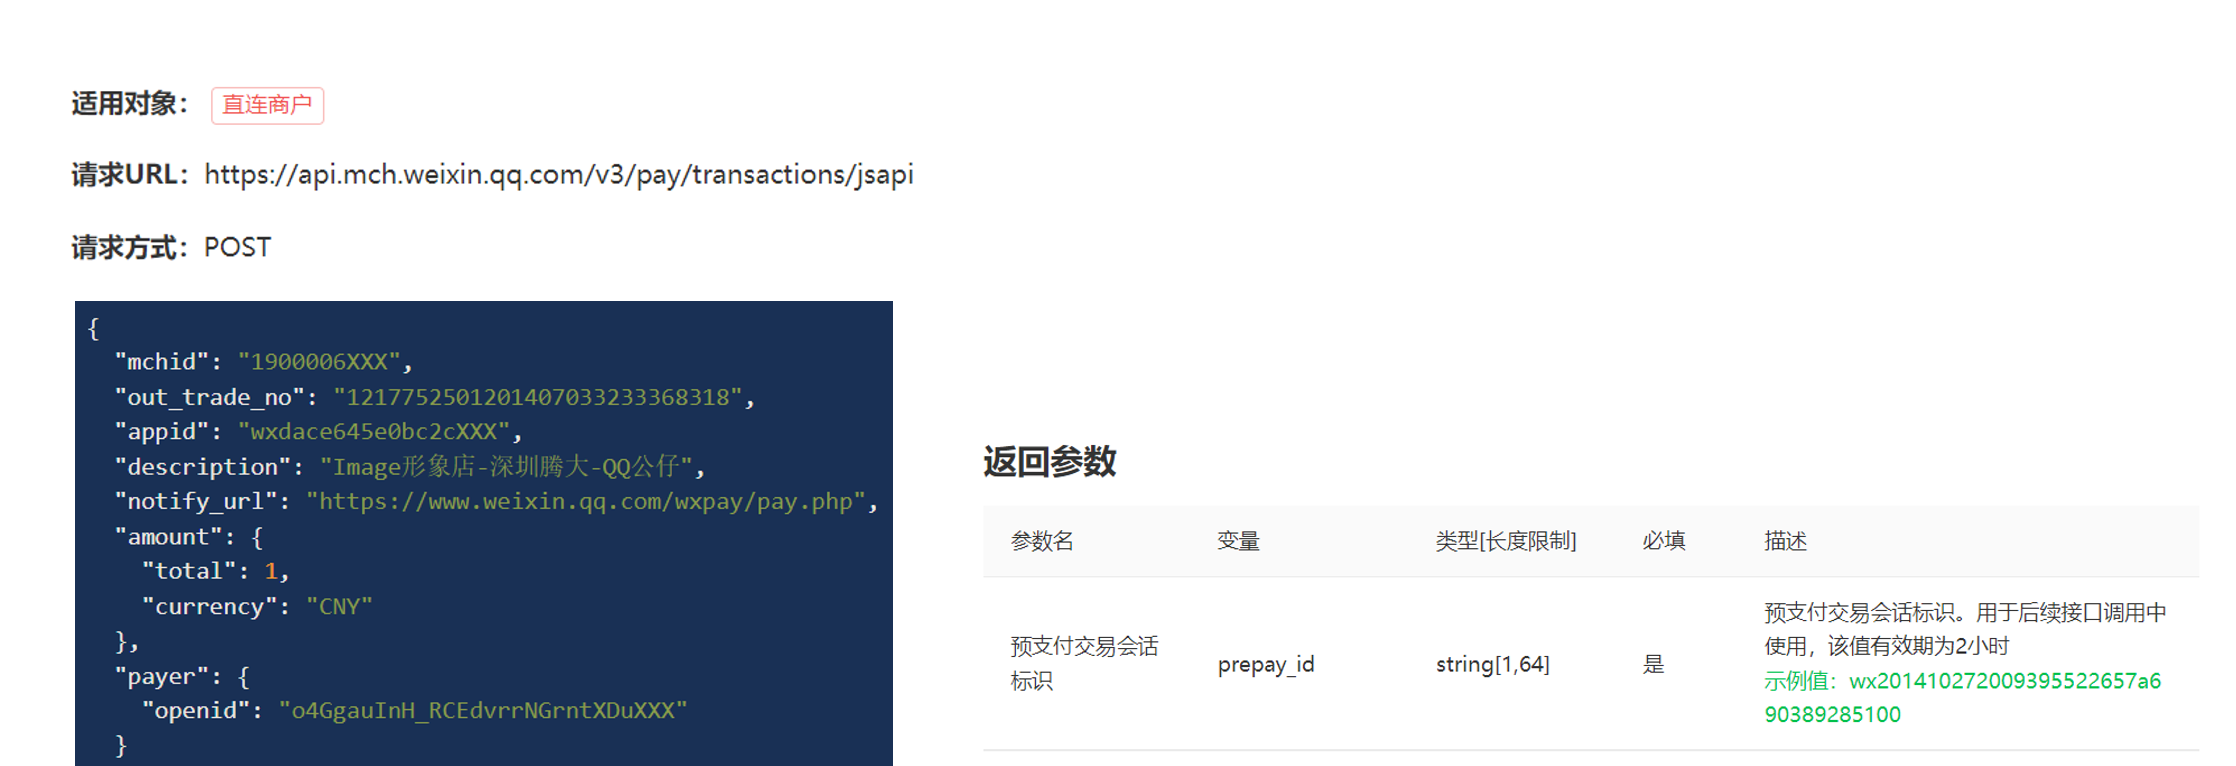 适用对象： 直连商户
请求URL：https://api.mch.weixin.qq.com/v3/pay/transactions/jsapi
请求方式：POST
{
"mchid": "1900006XXX",
"out_trade_no": "1217752501201407033233368318",
"appid": "wxdace645e0bc2cXXX",
"description": "Image形象店-深圳腾大-QQ公仔",
"notify_url": "https://www.weixin.qq.com/wxpay/pay.php",
"amount": {
"total": 1,
"currency": "CNY"
},
"payer": {
"openid": "o4GgauInH_RCEdvrrNGrntXDuXXX"
}
返回参数
参数名 变量 类型[长度限制] 必填 描述
预支付交易会话
标识
prepay_id
string[1,64]
是
预支付交易会话标识。用于后续接口调用中
使用，该值有效期为2小时
示例值：wx201410272009395522657a6
90389285100